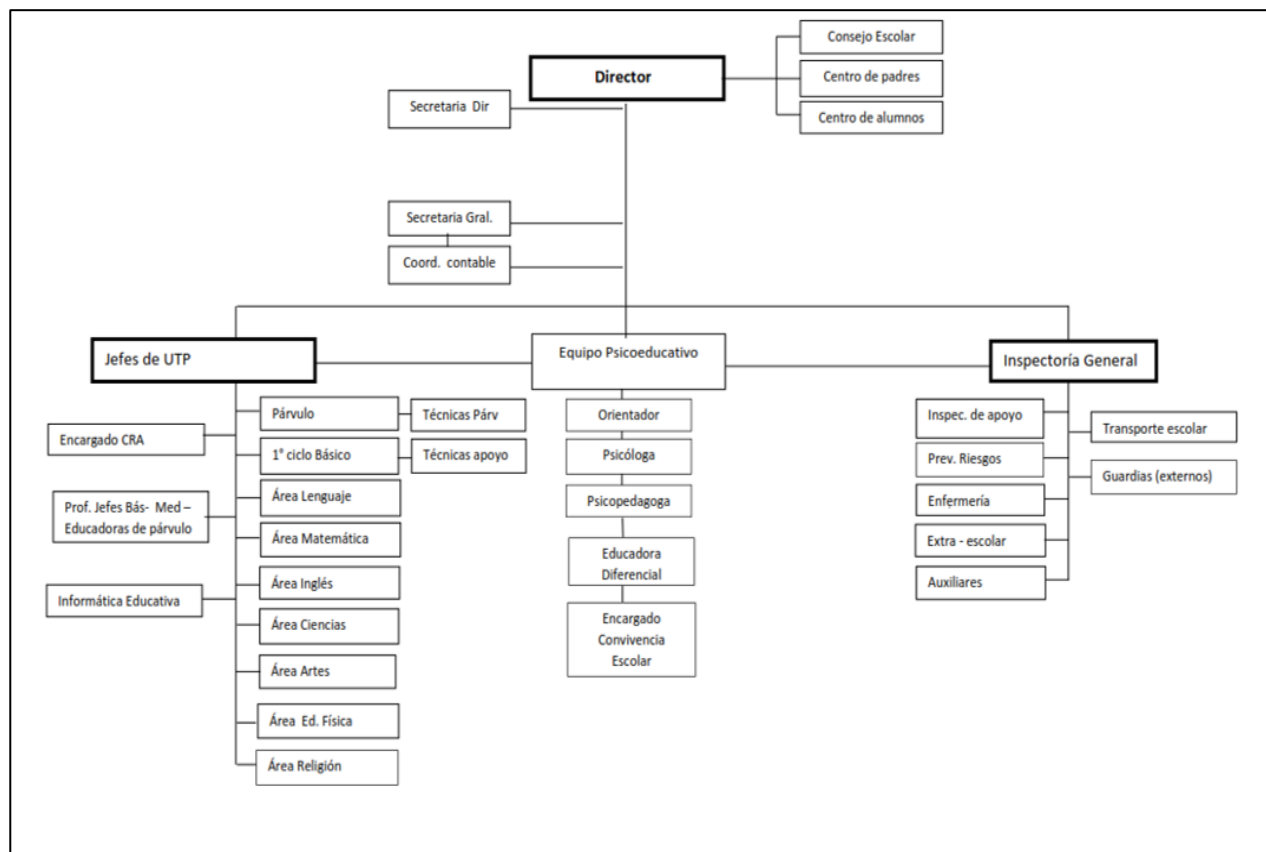 Consejo Escolar
Director
Centro de padres
Secretaria Dir
Centro de alumnos
Secretaria Gral.
Coord. contable
Jefes de UTP
Equipo Psicoeducativo
Inspectoría General
Párvulo
Técnicas Párv
Encargado CRA
1° ciclo Básico
Técnicas apoyo
Área Lenguaje
Prof. Jefes Bás- Med –
Educadoras de párvulo
Área Matemática
Área Inglés
Informática Educativa
Área Ciencias
Área Artes
Área Ed. Física
Área Religión
Orientador
Psicóloga
Psicopedagoga
Educadora
Diferencial
Encargado
Convivencia
Escolar
Inspec. de apoyo
Transporte escolar
Prev. Riesgos
Guardias (externos)
Enfermería
Extra - escolar
Auxiliares